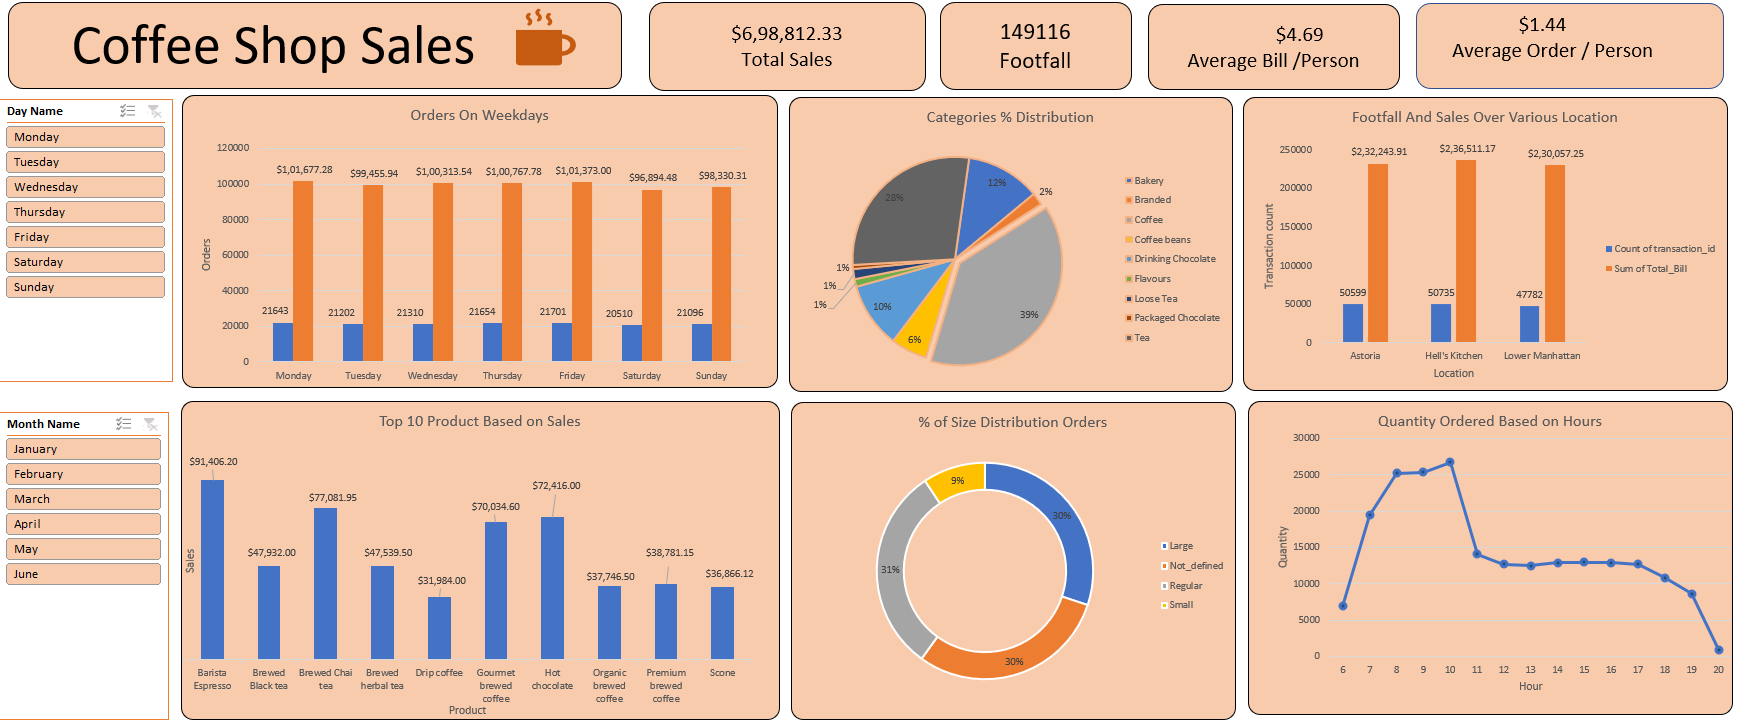 Coffee Shop Sales
$6,98,812.33
Total Sales
149116
Footfall
$4.69
Average Bill /Person
$1.44
Average Order / Person
Day Name
Monday
Tuesday
Wednesday
Thursday
Friday
Saturday
Sunday
Orders On Weekdays
Orders
120000
100000
80000
60000
40000
20000
0
$1,01,677.28
$99,455.94
$1,00,313.54
$1,00,767.78
$1,01,373.00
$96,894.48
$98,330.31
21643
21202
21310
21654
21701
20510
21096
Monday
Tuesday
Wednesday
Thursday
Friday
Saturday
Sunday
Categories % Distribution
12%
2%
39%
6%
10%
1%
1%
1%
28%
Bakery
Branded
Coffee
Coffee beans
Drinking Chocolate
Flavours
Loose Tea
Packaged Chocolate
Tea
Footfall And Sales Over Various Location
Transaction count
250000
200000
150000
100000
50000
0
$2,32,243.91
$2,36,511.17
$2,30,057.25
50599
50735
47782
Astoria
Hell's Kitchen
Lower Manhattan
Location
Count of transaction_id
Sum of Total_Bill
Month Name
January
February
March
April
May
June
Top 10 Product Based on Sales
Sales
$91,406.20
$47,932.00
$77,081.95
$47,539.50
$31,984.00
$70,034.60
$72,416.00
$37,746.50
$38,781.15
$36,866.12
Barista
Espresso
Brewed
Black tea
Brewed Chai
tea
Brewed
herbal tea
Drip coffee
Gourmet
brewed
coffee
Hot
chocolate
Organic
brewed
coffee
Premium
brewed
coffee
Scone
Product
% of Size Distribution Orders
30%
30%
31%
9%
Large
Not_defined
Regular
Small
Quantity Ordered Based on Hours
Quantity
30000
25000
20000
15000
10000
5000
0
6
7
8
9
10
11
12
13
14
15
16
17
18
19
20
Hour